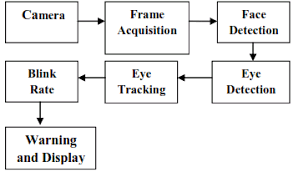 Camera
Frame
Acquisition
Face
Detection
Eye
Detection
Eye
Tracking
Blink
Rate
Warning
and Display